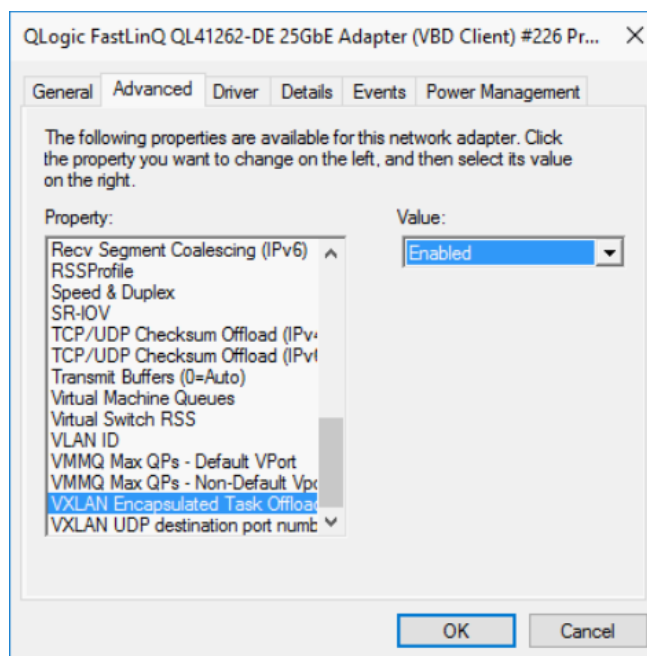 QLogic FastLinQ QL41262-DE 25GbE Adapter (VBD Client) #226 Pr...
General Advanced Driver Details Events Power Management
The following properties are available for this network adapter. Click
the property you want to change on the left, and then select its value
on the right.
Property:
Value:
Recv Segment Coalescing (IPv6)
RSSProfile
Speed & Duplex
SR-IOV
TCP/UDP Checksum Offload (IPv4
TCP/UDP Checksum Offload (IPv6
Transmit Buffers (0=Auto)
Virtual Machine Queues
Virtual Switch RSS
VLAN ID
VMMQ Max QPs - Default VPort
VMMQ Max QPs - Non-Default Vpo
VXLAN Encapsulated Task Offload
VXLAN UDP destination port numb
Enabled
OK
Cancel